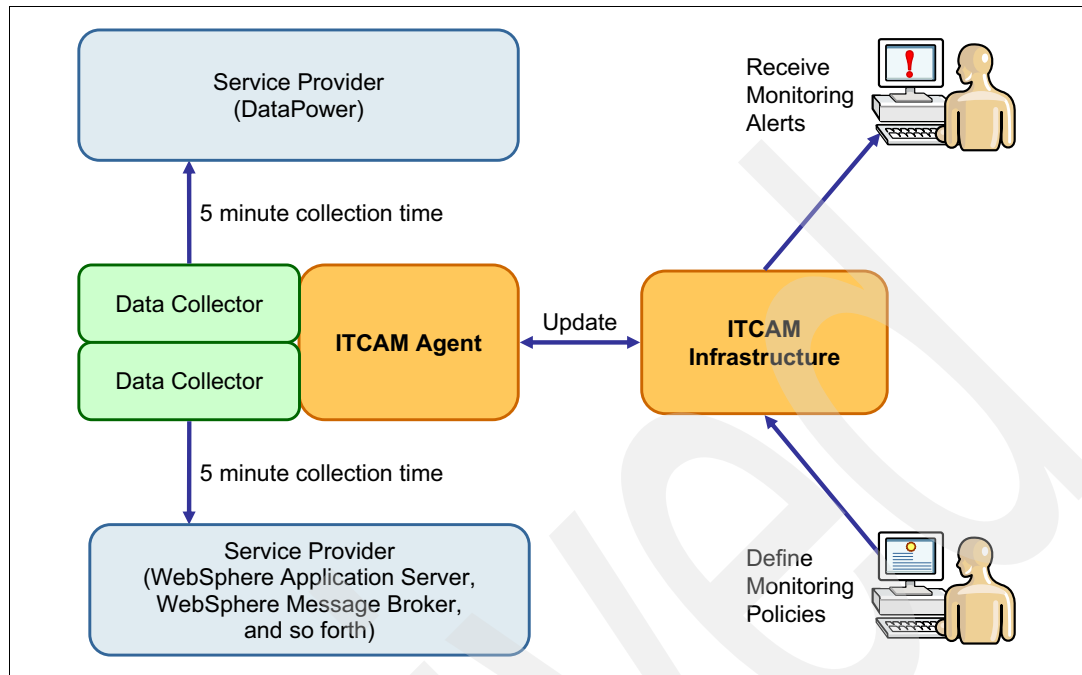 Service Provider
(DataPower)
Receive
Monitoring
Alerts
5 minute collection time
Data Collector
Data Collector
ITCAM Agent
Update
ITCAM
Infrastructure
5 minute collection time
Service Provider
(WebSphere Application Server,
WebSphere Message Broker,
and so forth)
Define
Monitoring
Policies